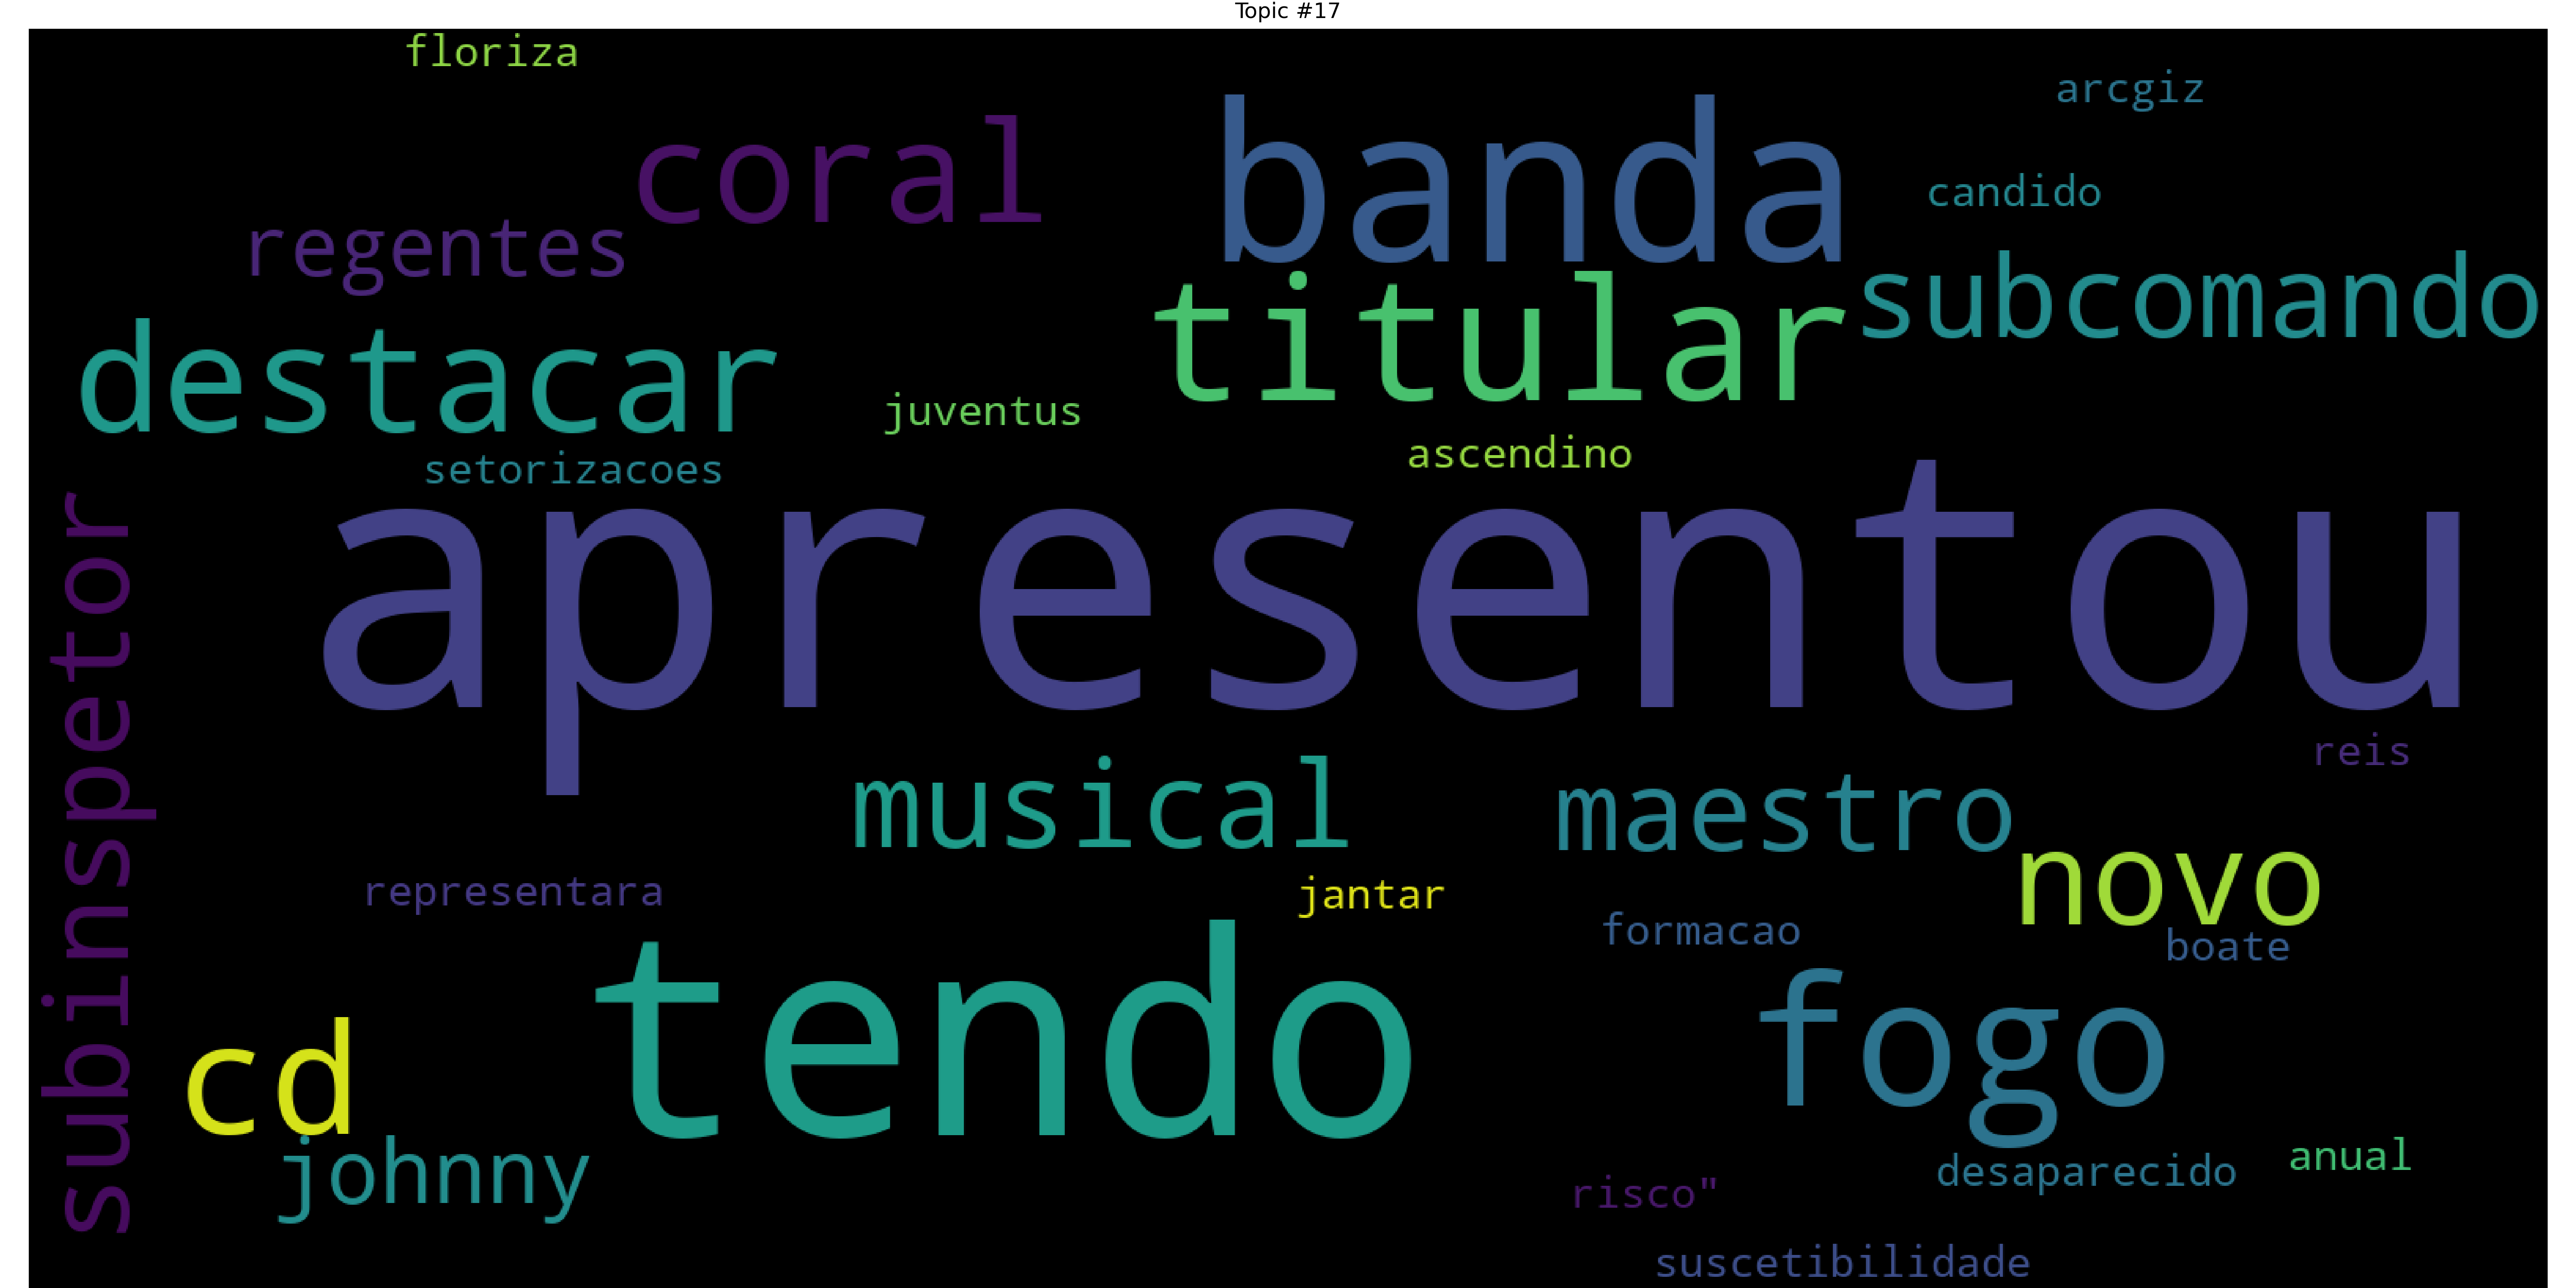 Topic #17
floriza
arcgiz
coral
banda
candido
regentes
subcomando
titular
destacar
juventus
ascendino
setorizacoes
apresentou
subinspetor
reis
musical
maestro
novo
representara
jantar
formacao
boate
tendo
fogo
cd
johnny
anual
desaparecido
risco"
suscetibilidade